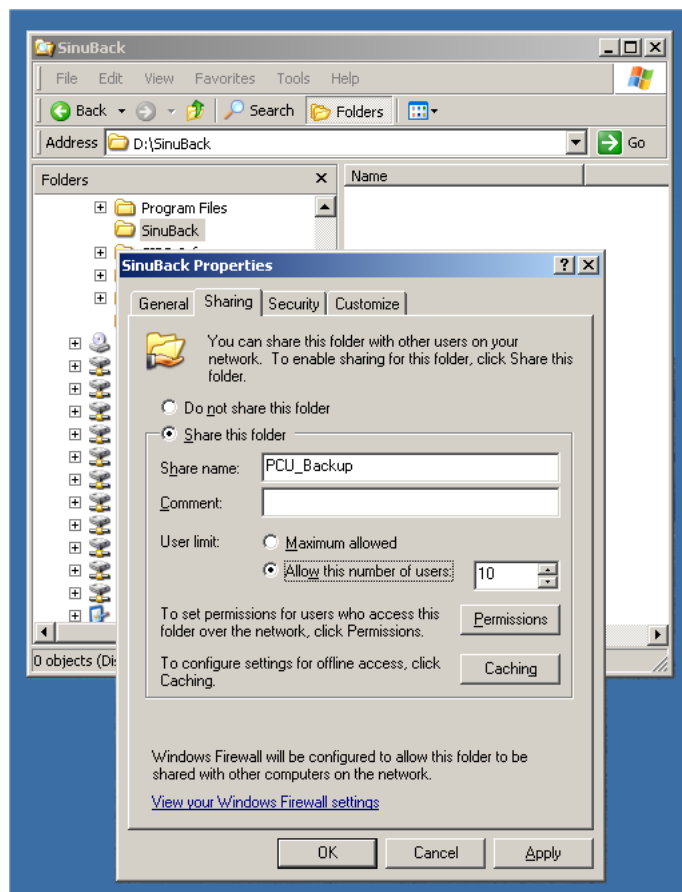 SinuBack
File Edit View Favorites Tools Help
Back Search Folders
Address D:\SinuBack Go
Folders x Name
Program Files
SinuBack
SinuBack Properties
General Sharing Security Customize
You can share this folder with other users on your
network. To enable sharing for this folder, click Share this
folder.
Do not share this folder
Share this folder
Share name: PCU_Backup
Comment:
User limit: Maximum allowed
Allow this number of users: 10
To set permissions for users who access this
folder over the network, click Permissions.
Permissions
To configure settings for offline access, click
Caching.
Caching
0 objects (Di
Windows Firewall will be configured to allow this folder to be
shared with other computers on the network.
View your Windows Firewall settings
OK Cancel Apply